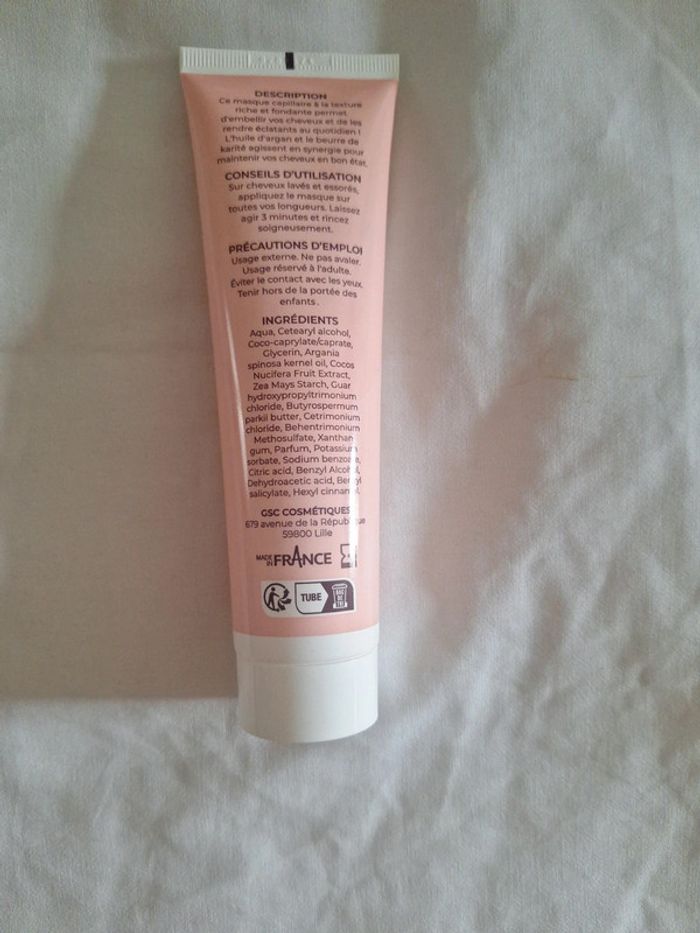 DESCRIPTION
Ce masque capillaire à la texture
riche et fondante permet
d'embellir vos cheveux et de les
rendre éclatants au quotidien !
L'huile d'argan et le beurre de
karité agissent en synergie pour
maintenir vos cheveux en bon état.
CONSEILS D'UTILISATION
Sur cheveux lavés et essorés,
appliquez le masque sur
toutes vos longueurs. Laissez
agir 3 minutes et rincez
soigneusement.
PRÉCAUTIONS D'EMPLOI
Usage externe. Ne pas avaler.
Usage réservé à l'adulte.
Éviter le contact avec les yeux.
Tenir hors de la portée des
enfants.
INGRÉDIENTS
Aqua, Cetearyl alcohol,
Coco-caprylate/caprate,
Glycerin, Argania
spinosa kernel oil, Cocos
Nucifera Fruit Extract,
Zea Mays Starch, Guar
hydroxypropyltrimonium
chloride, Butyrospermum
parkii butter, Cetrimonium
chloride, Behentrimonium
Methosulfate, Xanthan
gum, Parfum, Potassium
sorbate, Sodium benzoate,
Citric acid, Benzyl Alcohol,
Dehydroacetic acid, Benzyl
salicylate, Hexyl cinnamal.
GSC COSMÉTIQUES
679 avenue de la République
59800 Lille
MADE IN FRANCE
TUBE
BAC DE TRI